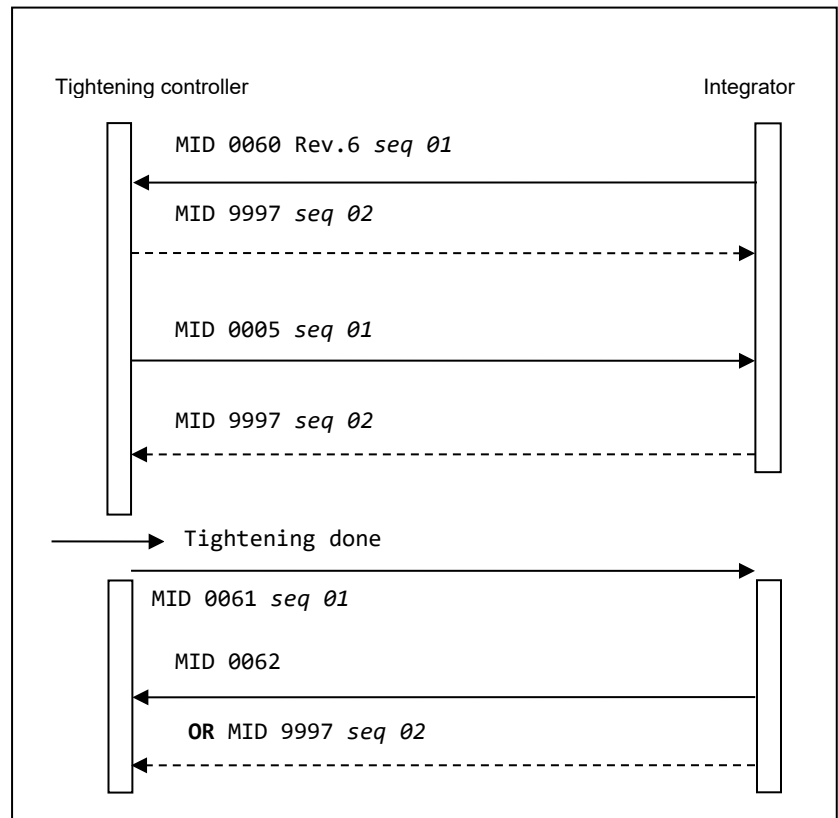 Tightening controller
Integrator
MID 0060 Rev.6 seq 01
MID 9997 seq 02
MID 0005 seq 01
MID 9997 seq 02
Tightening done
MID 0061 seq 01
MID 0062
OR MID 9997 seq 02